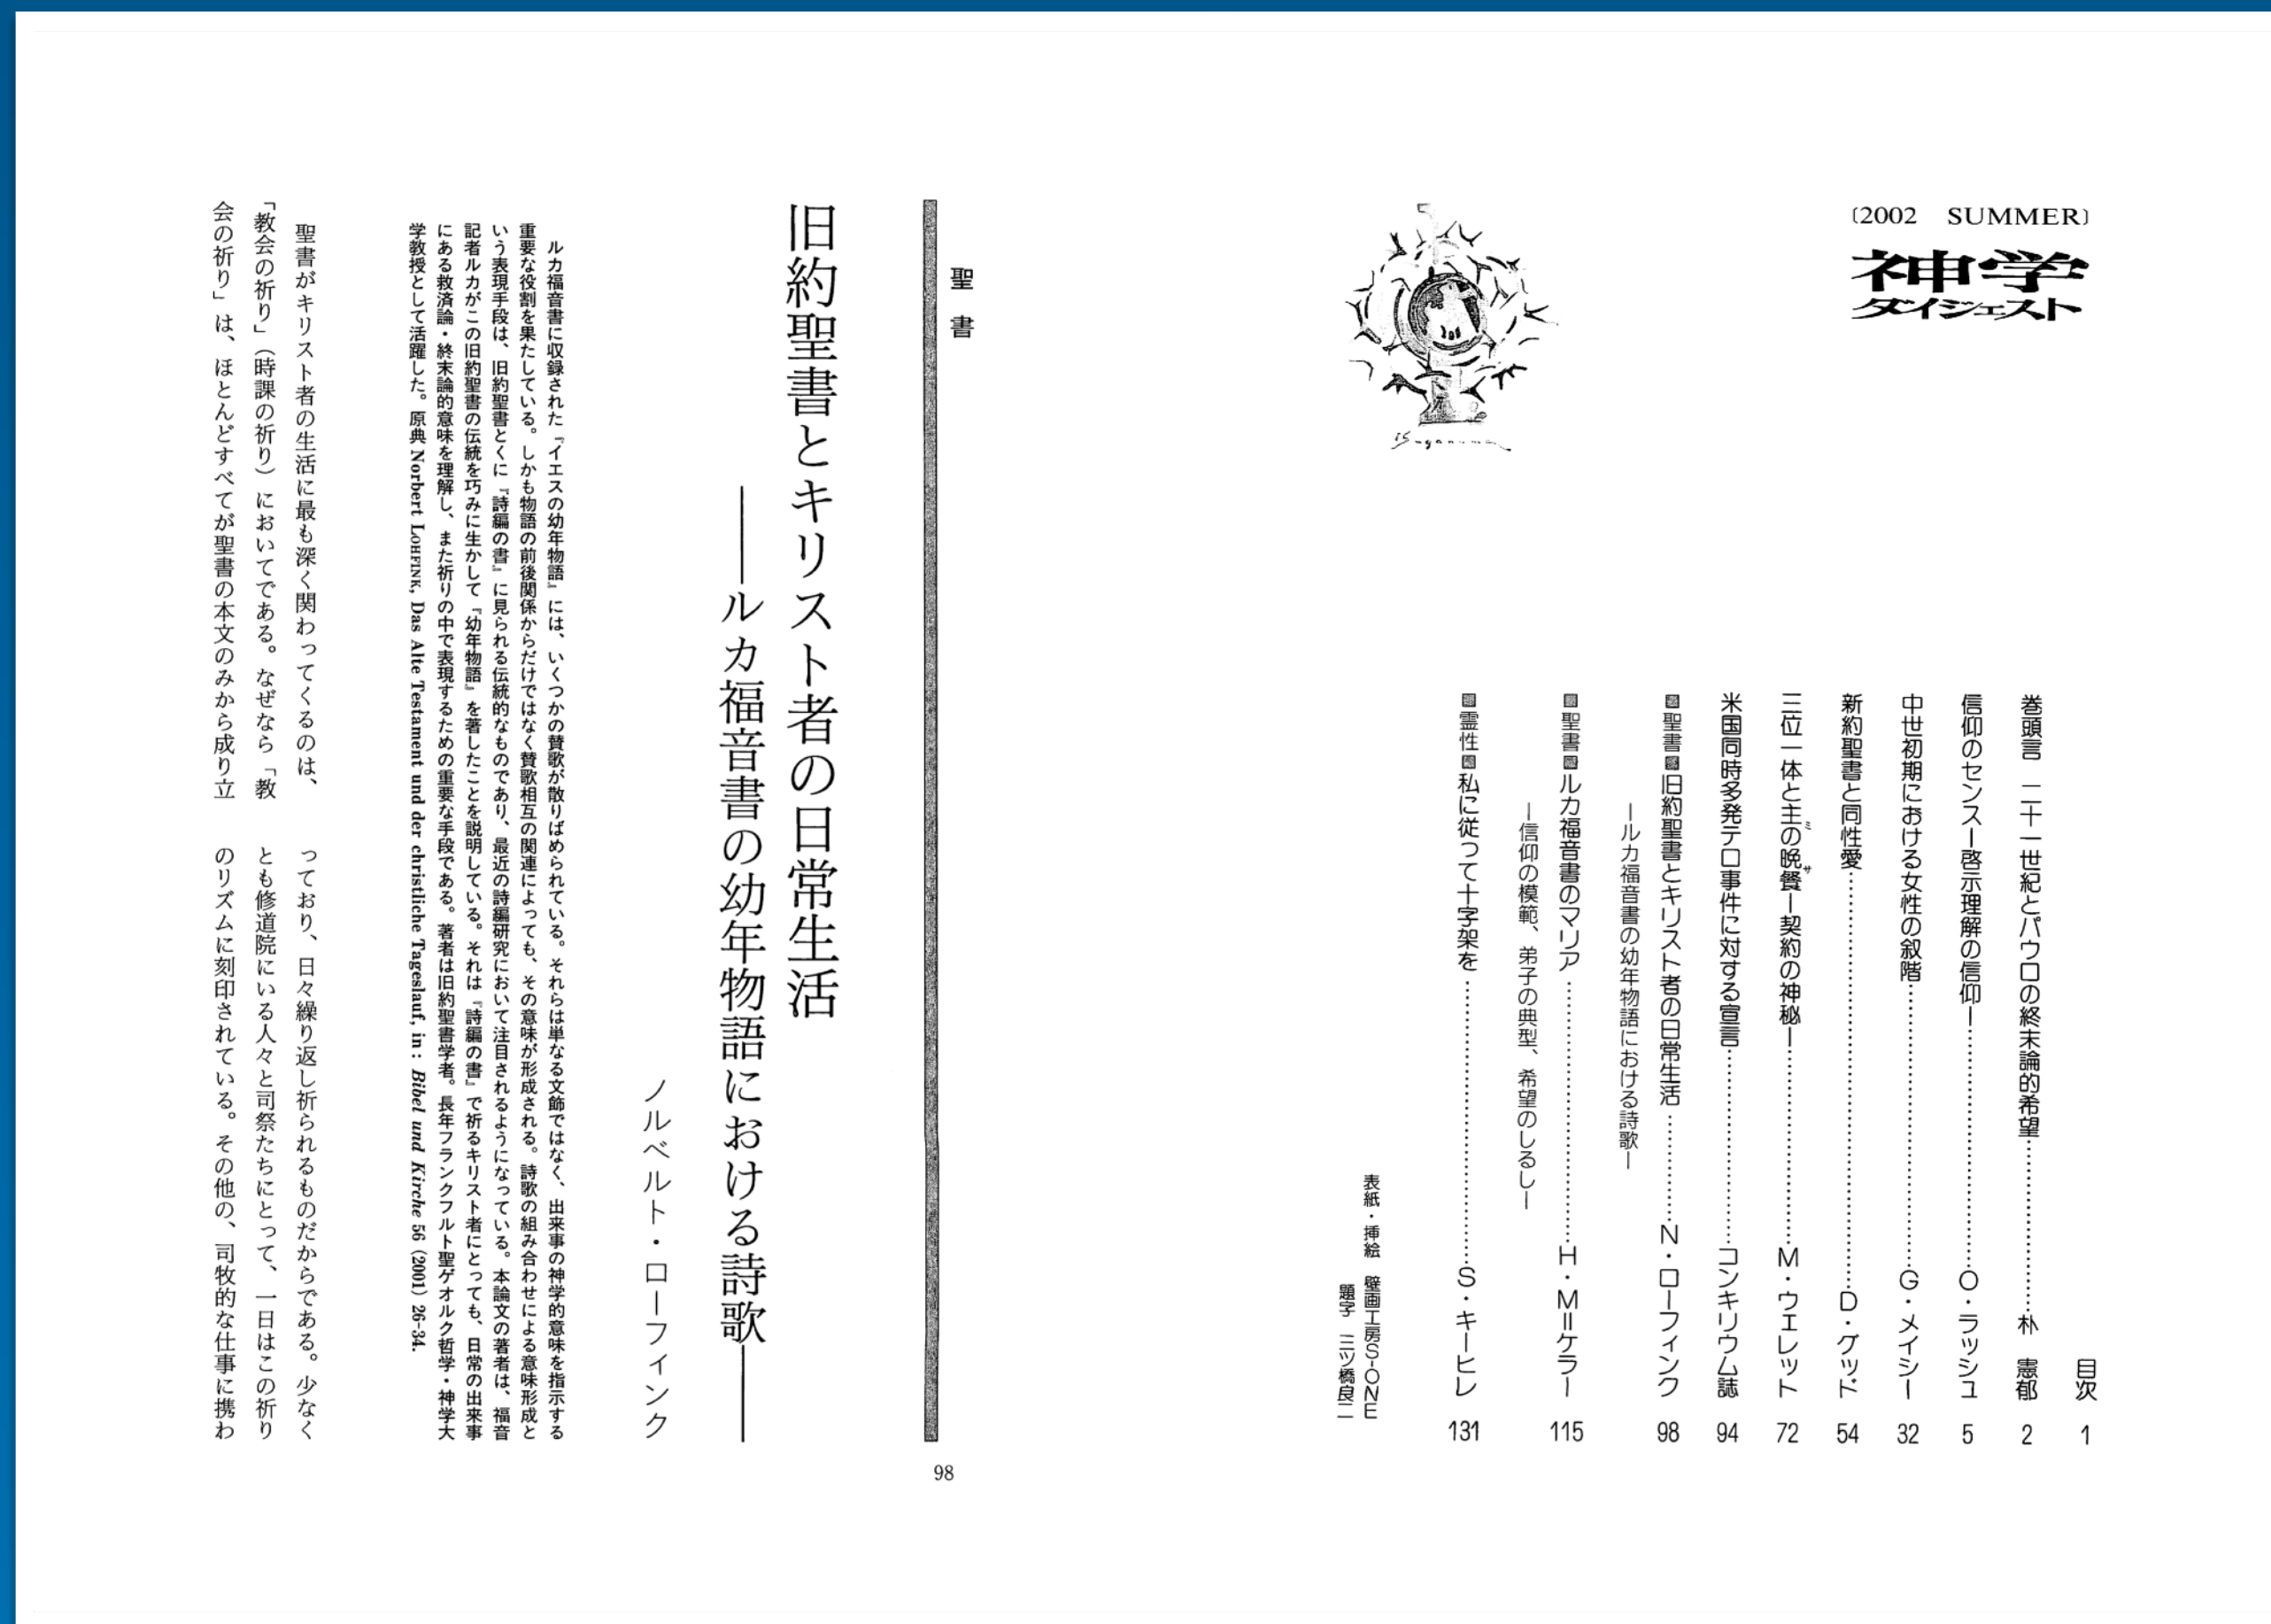 〔2002 SUMMER〕
神学
ダイジェスト
目次 1
巻頭言 二十一世紀とパウロの終末論的希望……………朴 憲郁 2
信仰のセンス―啓示理解の信仰―……………O・ラッシュ 5
中世初期における女性の叙階……………G・メイシー 32
新約聖書と同性愛……………D・グッド 54
三位一体と主の晩餐―契約の神秘―……………M・ウエレット 72
ミサ
米国同時多発テロ事件に対する宣言……………コンキリウム誌 94
▨聖書▨旧約聖書とキリスト者の日常生活……………N・ローフィンク 98
―ルカ福音書の幼年物語における詩歌―
▨聖書▨ルカ福音書のマリア……………H・M=ケラー 115
―信仰の模範、弟子の典型、希望のしるし―
▨霊性▨私に従って十字架を……………S・キーヒレ 131
表紙・挿絵 壁画工房S-ONE
題字 三ツ橋良二
聖書
旧約聖書とキリスト者の日常生活
――ルカ福音書の幼年物語における詩歌――
ノルベルト・ローフィンク
ルカ福音書に収録された『イエスの幼年物語』には、いくつかの賛歌が散りばめられている。それらは単なる文飾ではなく、出来事の神学的意味を指示する
重要な役割を果たしている。しかも物語の前後関係からだけではなく賛歌相互の関連によっても、その意味が形成される。詩歌の組み合わせによる意味形成と
いう表現手段は、旧約聖書とくに『詩編の書』に見られる伝統的なものであり、最近の詩編研究において注目されるようになっている。本論文の著者は、福音
記者ルカがこの旧約聖書の伝統を巧みに生かして『幼年物語』を著したことを説明している。それは『詩編の書』で祈るキリスト者にとっても、日常の出来事
にある救済論・終末論的意味を理解し、また祈りの中で表現するための重要な手段である。著者は旧約聖書学者。長年フランクフルト聖ゲオルク哲学・神学大
学教授として活躍した。原典 Norbert LOHFINK, Das Alte Testament und der christliche Tageslauf, in: Bibel und Kirche 56 (2001) 26-34.
聖書がキリスト者の生活に最も深く関わってくるのは、
「教会の祈り」(時課の祈り)においてである。なぜなら「教
会の祈り」は、ほとんどすべてが聖書の本文のみから成り立
っており、日々繰り返し祈られるものだからである。少なく
とも修道院にいる人々と司祭たちにとって、一日はこの祈り
のリズムに刻印されている。その他の、司牧的な仕事に携わ
98